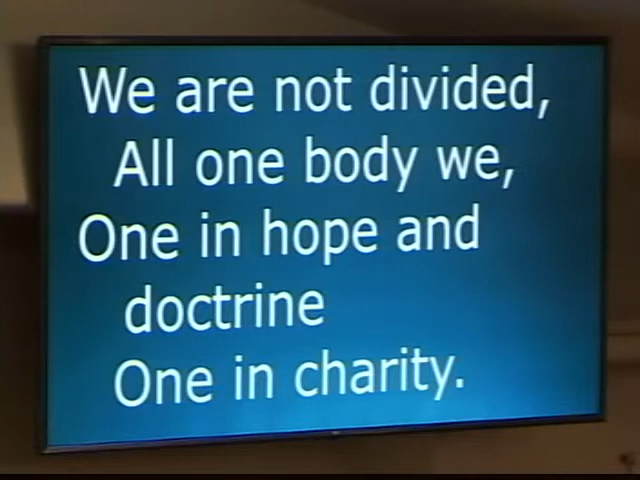 We are not divided,
All one body we,
One in hope and
doctrine
One in charity.